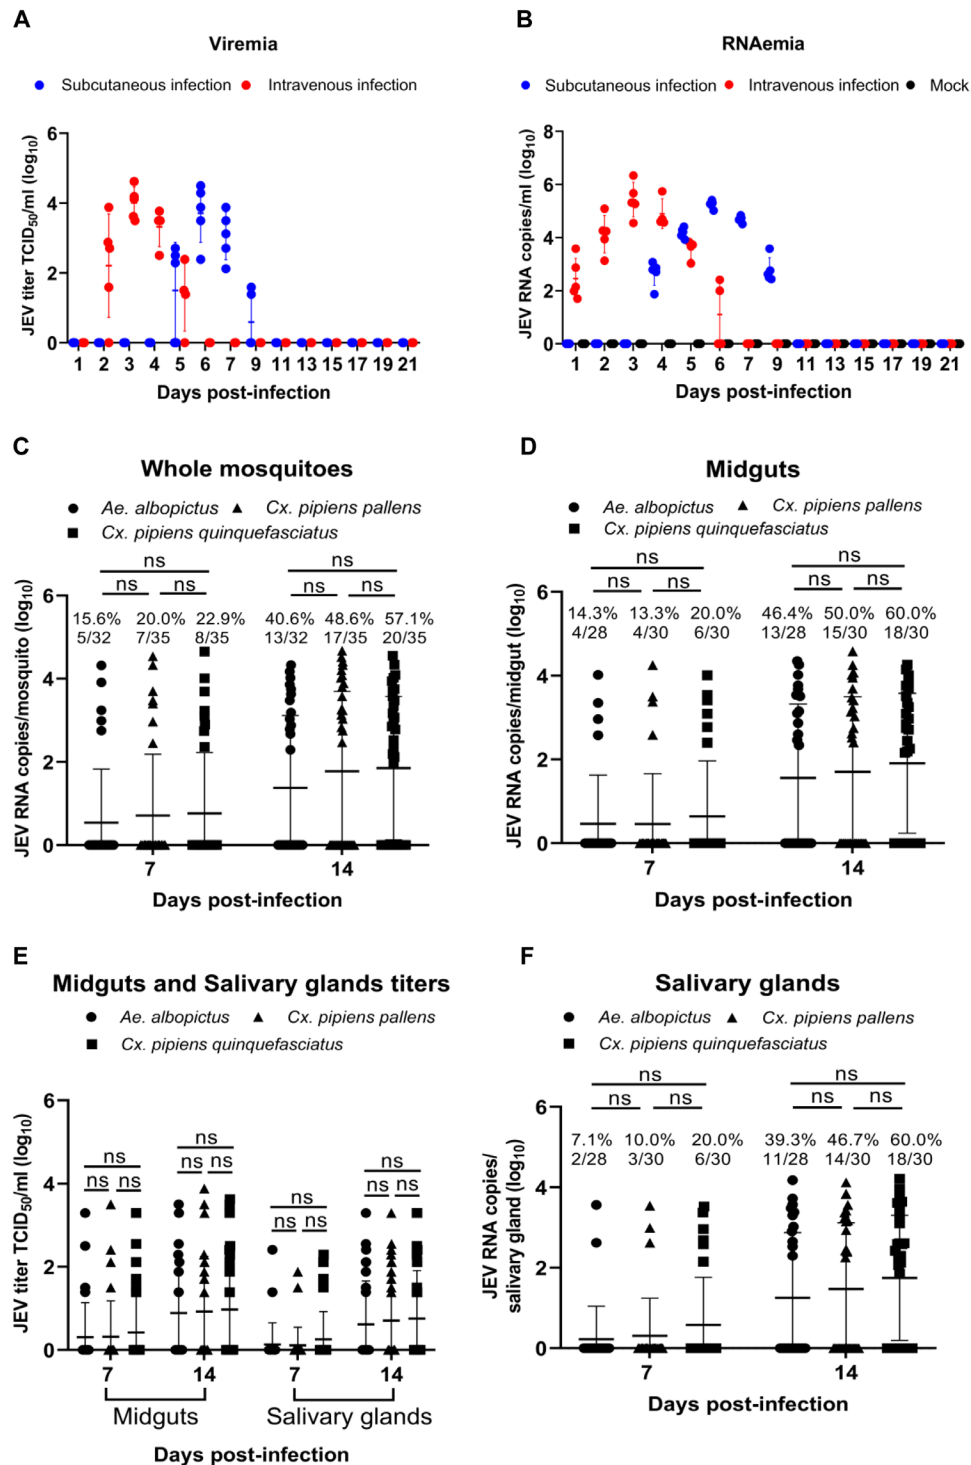 A
Viremia
Subcutaneous infection
Intravenous infection
JEV titer TCID50/ml (log10)
6
4
2
0
1 2 3 4 5 6 7 9 11 13 15 17 19 21
Days post-infection
B
RNAemia
Subcutaneous infection
Intravenous infection
Mock
JEV RNA copies/ml (log10)
8
6
4
2
0
1 2 3 4 5 6 7 9 11 13 15 17 19 21
Days post-infection
C
Whole mosquitoes
Ae. albopictus
Cx. pipiens pallens
Cx. pipiens quinquefasciatus
ns ns
ns ns ns ns
15.6% 20.0% 22.9% 40.6% 48.6% 57.1%
5/32 7/35 8/35 13/32 17/35 20/35
JEV RNA copies/mosquito (log10)
6
4
2
0
7 14
Days post-infection
D
Midguts
Ae. albopictus
Cx. pipiens pallens
Cx. pipiens quinquefasciatus
ns ns
ns ns ns ns
14.3% 13.3% 20.0% 46.4% 50.0% 60.0%
4/28 4/30 6/30 13/28 15/30 18/30
JEV RNA copies/midgut (log10)
6
4
2
0
7 14
Days post-infection
E
Midguts and Salivary glands titers
Ae. albopictus
Cx. pipiens pallens
Cx. pipiens quinquefasciatus
ns ns ns ns
ns ns ns ns ns ns ns ns
JEV titer TCID50/ml (log10)
6
4
2
0
7 14 7 14
Midguts Salivary glands
Days post-infection
F
Salivary glands
Ae. albopictus
Cx. pipiens pallens
Cx. pipiens quinquefasciatus
ns ns
ns ns ns ns
7.1% 10.0% 20.0% 39.3% 46.7% 60.0%
2/28 3/30 6/30 11/28 14/30 18/30
JEV RNA copies/
salivary gland (log10)
6
4
2
0
7 14
Days post-infection